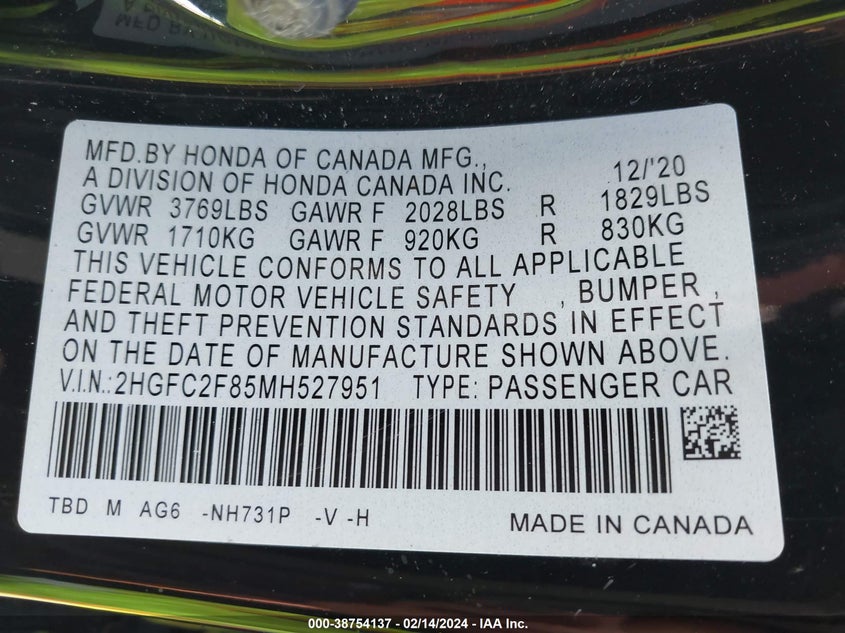 MFD.BY HONDA OF CANADA MFG., 12/'20
A DIVISION OF HONDA CANADA INC.
GVWR 3769LBS GAWR F 2028LBS R 1829LBS
GVWR 1710KG GAWR F 920KG R 830KG
THIS VEHICLE CONFORMS TO ALL APPLICABLE
FEDERAL MOTOR VEHICLE SAFETY , BUMPER ,
AND THEFT PREVENTION STANDARDS IN EFFECT
ON THE DATE OF MANUFACTURE SHOWN ABOVE.
V.I.N.:2HGFC2F85MH527951 TYPE: PASSENGER CAR
TBD M AG6 -NH731P -V -H
MADE IN CANADA
000-38754137 - 02/14/2024 - IAA Inc.